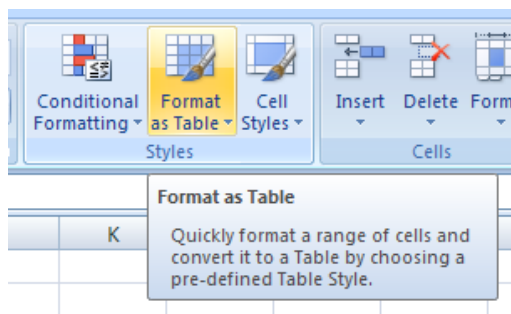 Conditional Formatting
Format as Table
Cell Styles
Insert
Delete
Styles
Cells
Format as Table
Quickly format a range of cells and
convert it to a Table by choosing a
pre-defined Table Style.
K